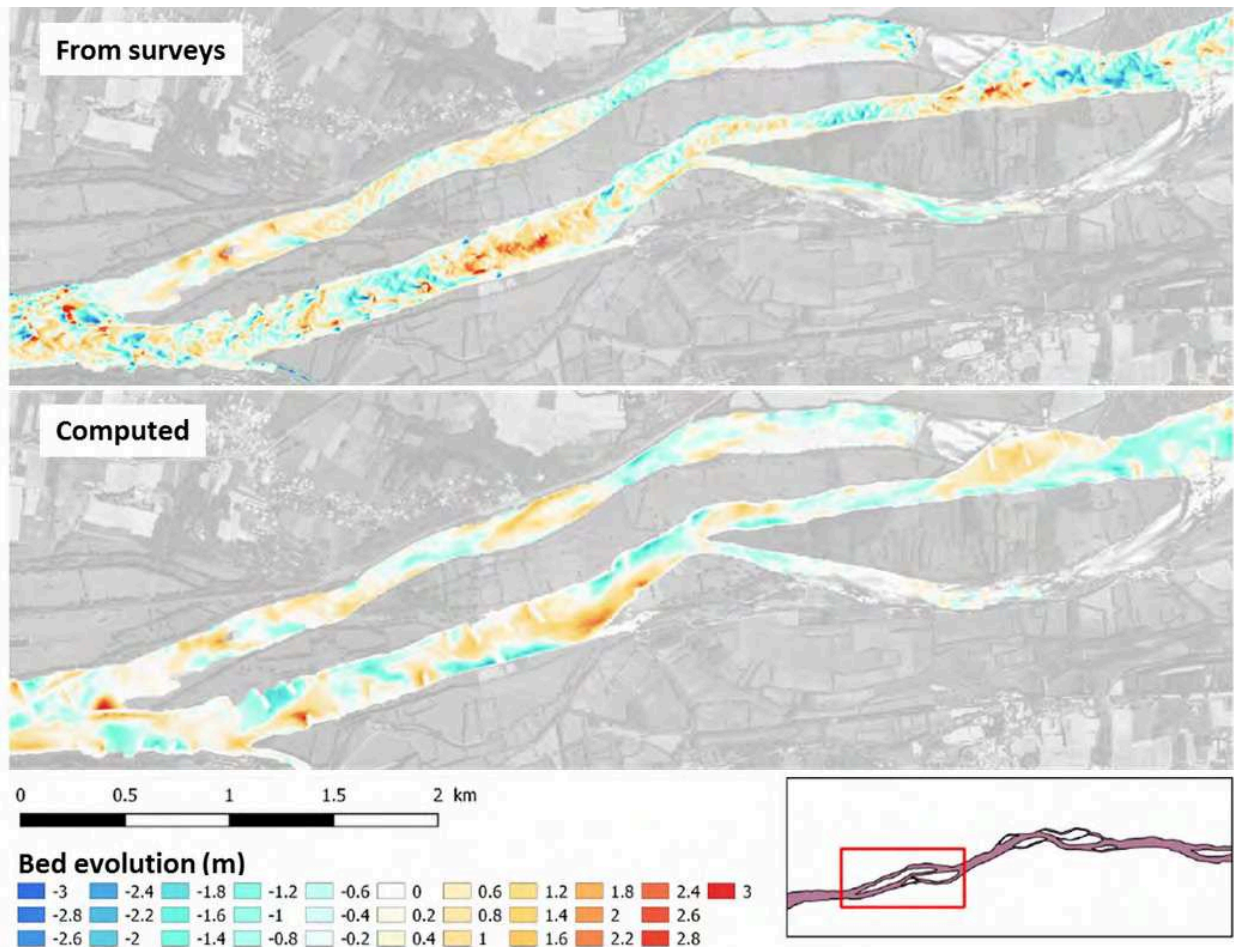 From surveys
Computed
0 0.5 1 1.5 2 km
Bed evolution (m)
-3 -2.4 -1.8 -1.2 -0.6 0 0.6 1.2 1.8 2.4 3
-2.8 -2.2 -1.6 -1 -0.4 0.2 0.8 1.4 2 2.6
-2.6 -2 -1.4 -0.8 -0.2 0.4 1 1.6 2.2 2.8